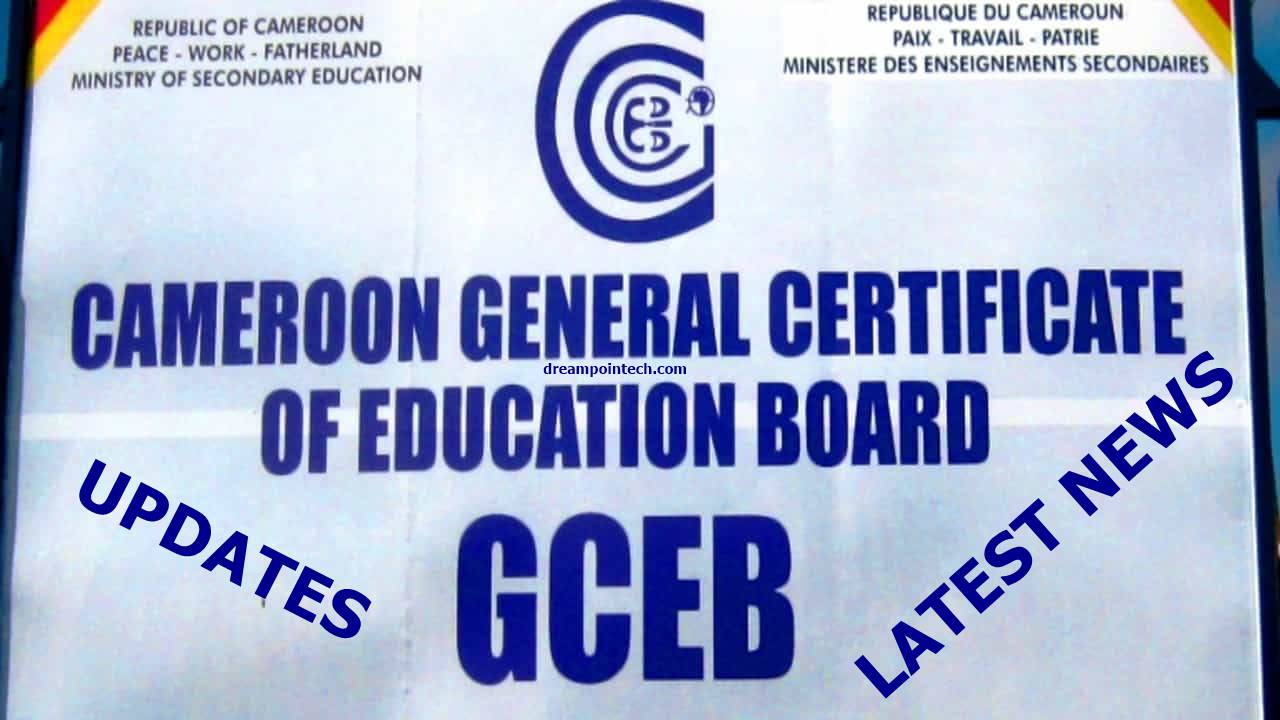 REPUBLIC OF CAMEROON
PEACE - WORK - FATHERLAND
MINISTRY OF SECONDARY EDUCATION
REPUBLIQUE DU CAMEROUN
PAIX - TRAVAIL - PATRIE
MINISTERE DES ENSEIGNEMENTS SECONDAIRES
CAMEROON GENERAL CERTIFICATE
dreampointech.com
OF EDUCATION BOARD
UPDATES
LATEST NEWS
GCEB